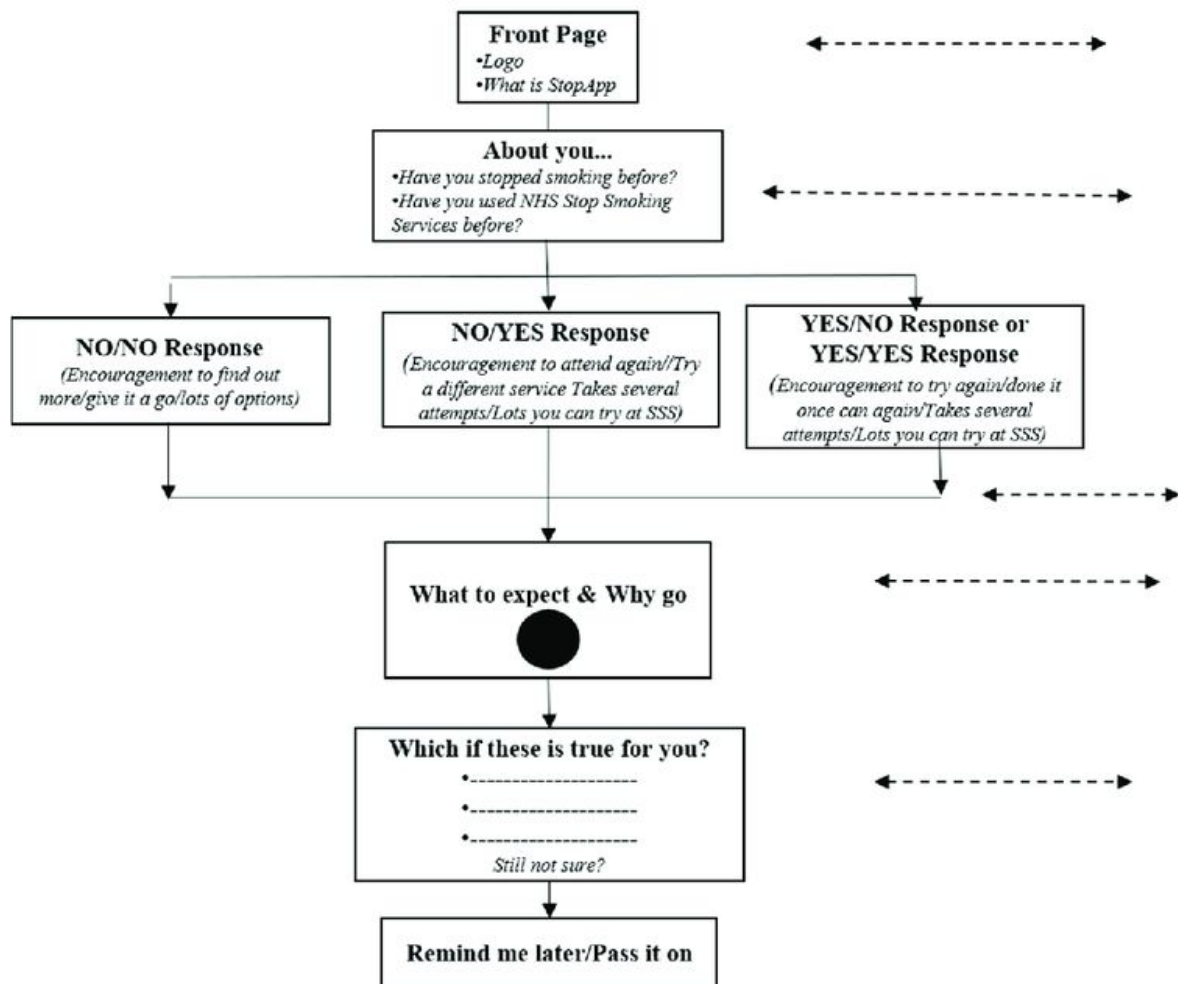 Front Page
•Logo
•What is StopApp
About you...
•Have you stopped smoking before?
•Have you used NHS Stop Smoking
Services before?
NO/NO Response
(Encouragement to find out
more/give it a go/lots of options)
NO/YES Response
(Encouragement to attend again//Try
a different service Takes several
attempts/Lots you can try at SSS)
YES/NO Response or
YES/YES Response
(Encouragement to try again/done it
once can again/Takes several
attempts/Lots you can try at SSS)
What to expect & Why go
Which if these is true for you?
•--------------------
•--------------------
•--------------------
Still not sure?
Remind me later/Pass it on